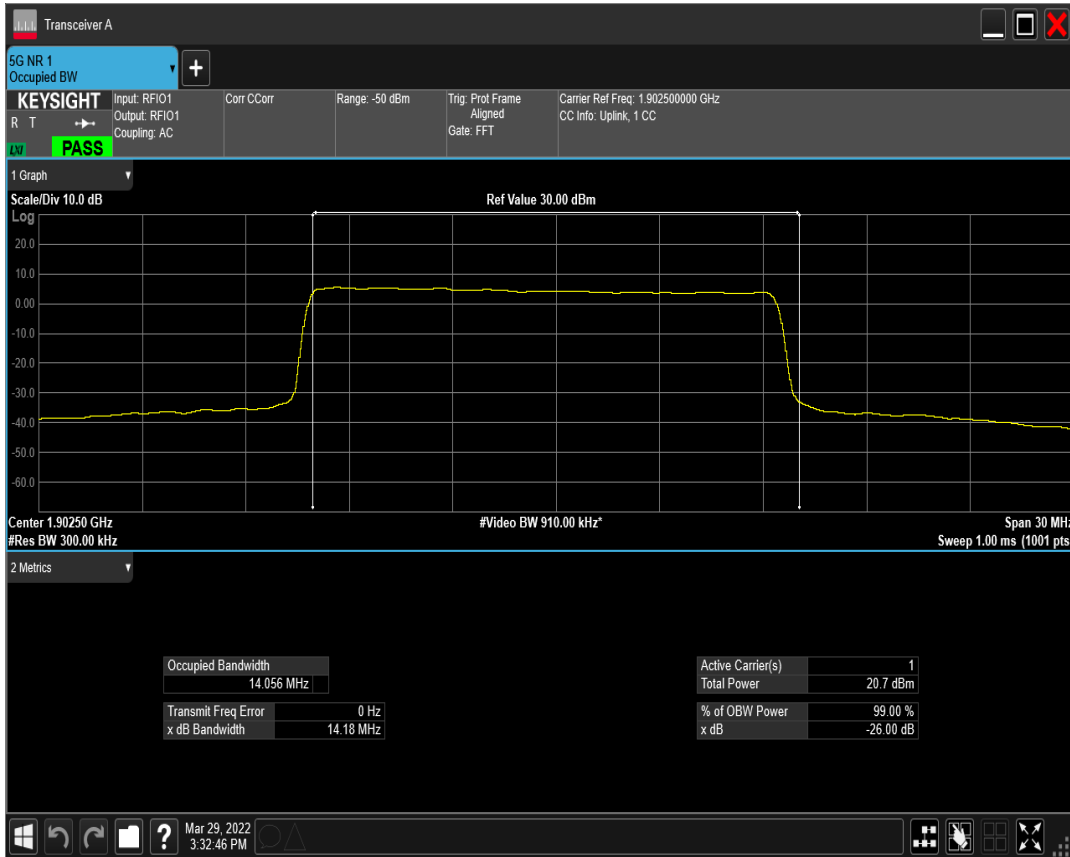 Transceiver A
5G NR 1
Occupied BW
+
KEYSIGHT
R T
LXI
PASS
Input: RFIO1
Output: RFIO1
Coupling: AC
Corr CCorr
Range: -50 dBm
Trig: Prot Frame
Aligned
Gate: FFT
Carrier Ref Freq: 1.902500000 GHz
CC Info: Uplink, 1 CC
1 Graph
Scale/Div 10.0 dB
Ref Value 30.00 dBm
Log
20.0
10.0
0.00
-10.0
-20.0
-30.0
-40.0
-50.0
-60.0
Center 1.90250 GHz
#Video BW 910.00 kHz*
Span 30 MHz
#Res BW 300.00 kHz
Sweep 1.00 ms (1001 pts
2 Metrics
Occupied Bandwidth
14.056 MHz
Transmit Freq Error 0 Hz
x dB Bandwidth 14.18 MHz
Active Carrier(s) 1
Total Power 20.7 dBm
% of OBW Power 99.00 %
x dB -26.00 dB
?
Mar 29, 2022
3:32:46 PM